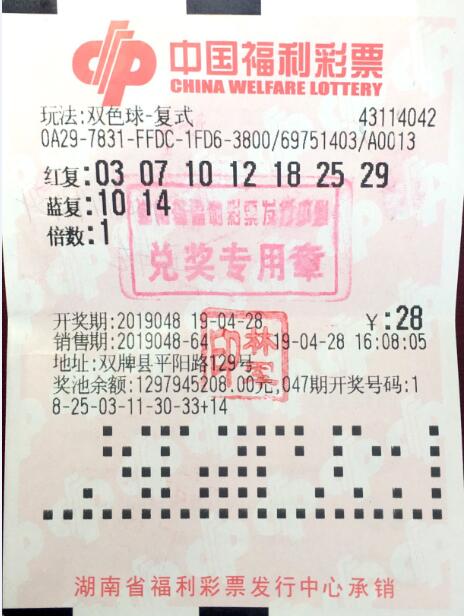 中国福利彩票
CHINA WELFARE LOTTERY
玩法:双色球-复式 43114042
0A29-7831-FFDC-1FD6-3800/69751403/A0013
红复:03 07 10 12 18 25 29
蓝复:10 14
倍数:1
兑奖专用章
开奖期:2019048 19-04-28 ￥:28
销售期:2019048-64 19-04-28 16:08:05
地址:双牌县平阳路129号
奖池余额:1297945208.00元,047期开奖号码:1
8-25-03-11-30-33+14
湖南省福利彩票发行中心承销